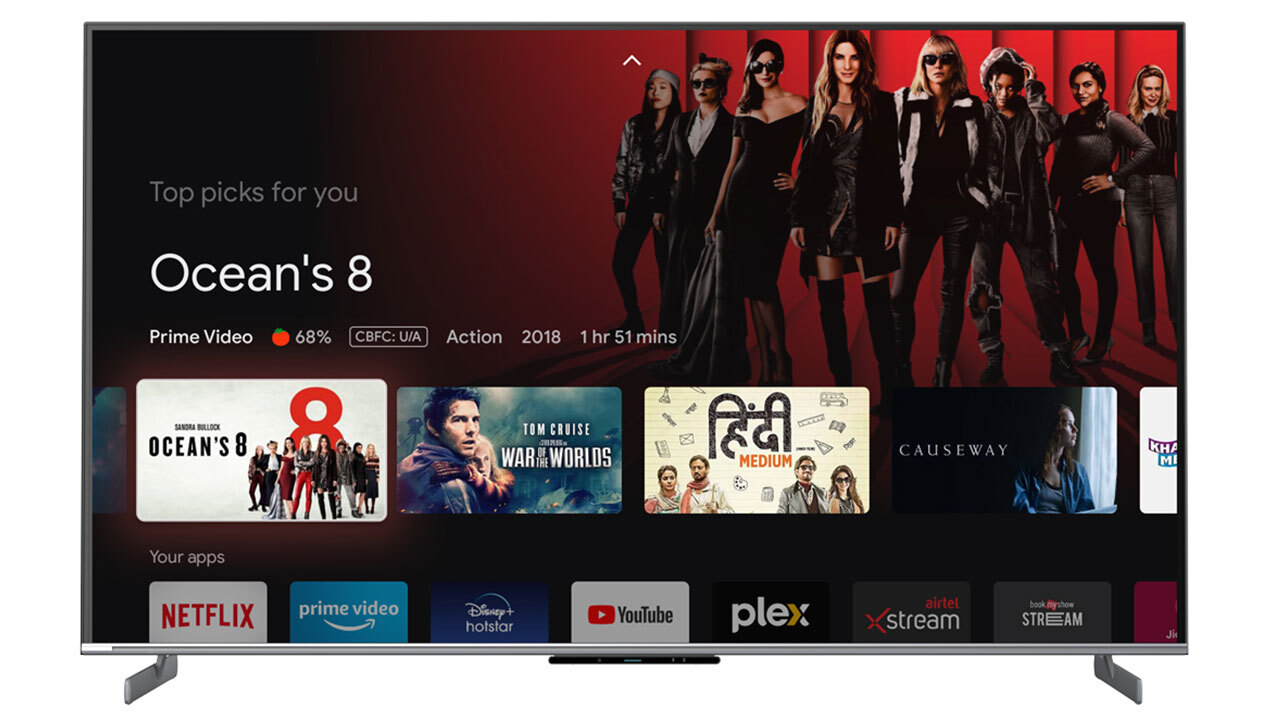 Top picks for you
Ocean's 8
Prime Video 68% CBFC: U/A Action 2018 1 hr 51 mins
SANDRA BULLOCK
OCEAN'S 8
8
TOM CRUISE
WAR OF THE WORLDS
हिंदी
MEDIUM
CAUSEWAY
KHA
MI
Your apps
NETFLIX
prime video
Disney+
hotstar
YouTube
plex
airtel
Xstream
book my show
STREAM
Ji